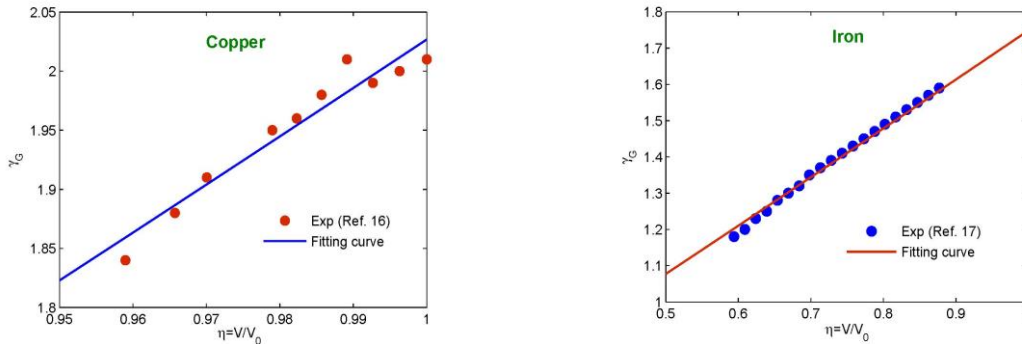 Copper
2.05
2
1.95
1.9
1.85
1.8
γG
0.95 0.96 0.97 0.98 0.99 1
η=V/V0
Exp (Ref. 16)
Fitting curve
Iron
1.8
1.7
1.6
1.5
1.4
1.3
1.2
1.1
1
γG
0.5 0.6 0.7 0.8 0.9
η=V/V0
Exp (Ref. 17)
Fitting curve